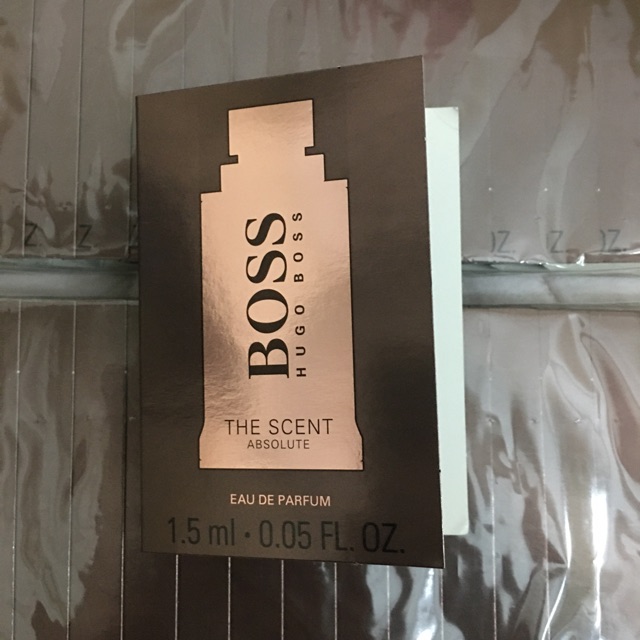 BOSS
HUGO BOSS
THE SCENT
ABSOLUTE
EAU DE PARFUM
1.5 ml · 0.05 FL. OZ.